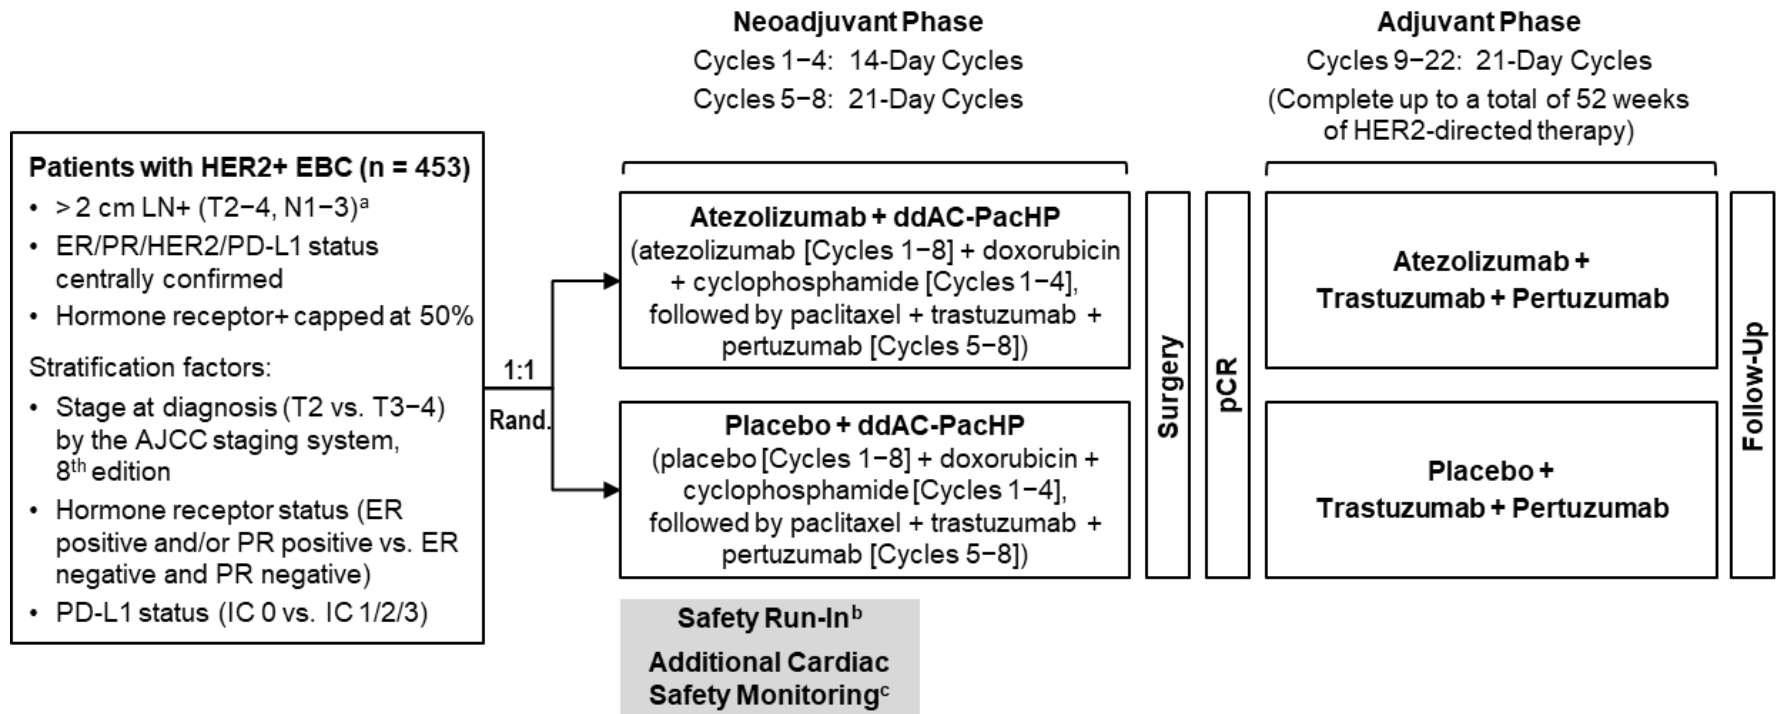 Neoadjuvant Phase
Cycles 1−4: 14-Day Cycles
Cycles 5−8: 21-Day Cycles
Adjuvant Phase
Cycles 9−22: 21-Day Cycles
(Complete up to a total of 52 weeks
of HER2-directed therapy)
Patients with HER2+ EBC (n = 453)
• > 2 cm LN+ (T2−4, N1−3)ᵃ
• ER/PR/HER2/PD-L1 status
centrally confirmed
• Hormone receptor+ capped at 50%
Stratification factors:
• Stage at diagnosis (T2 vs. T3−4)
by the AJCC staging system,
8ᵗʰ edition
• Hormone receptor status (ER
positive and/or PR positive vs. ER
negative and PR negative)
• PD-L1 status (IC 0 vs. IC 1/2/3)
1:1
Rand.
Atezolizumab + ddAC-PacHP
(atezolizumab [Cycles 1−8] + doxorubicin
+ cyclophosphamide [Cycles 1−4],
followed by paclitaxel + trastuzumab +
pertuzumab [Cycles 5−8])
Placebo + ddAC-PacHP
(placebo [Cycles 1−8] + doxorubicin +
cyclophosphamide [Cycles 1−4],
followed by paclitaxel + trastuzumab +
pertuzumab [Cycles 5−8])
Safety Run-Inᵇ
Additional Cardiac
Safety Monitoringᶜ
Surgery
pCR
Atezolizumab +
Trastuzumab + Pertuzumab
Placebo +
Trastuzumab + Pertuzumab
Follow-Up